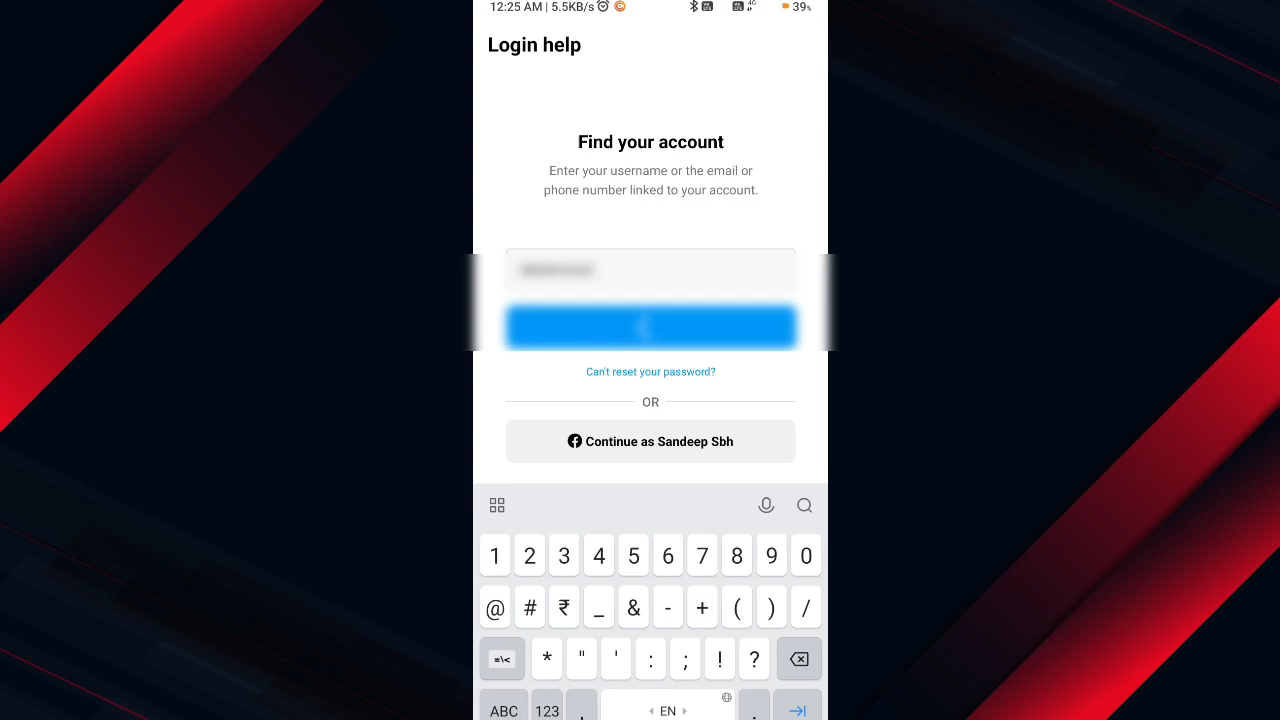 12:25 AM | 5.5KB/s 4G 39%
Login help
Find your account
Enter your username or the email or
phone number linked to your account.
Can't reset your password?
OR
Continue as Sandeep Sbh
1 2 3 4 5 6 7 8 9 0
@ # ₹ _ & - + ( ) /
=\< * " ' : ; ! ?
ABC 123 , EN .